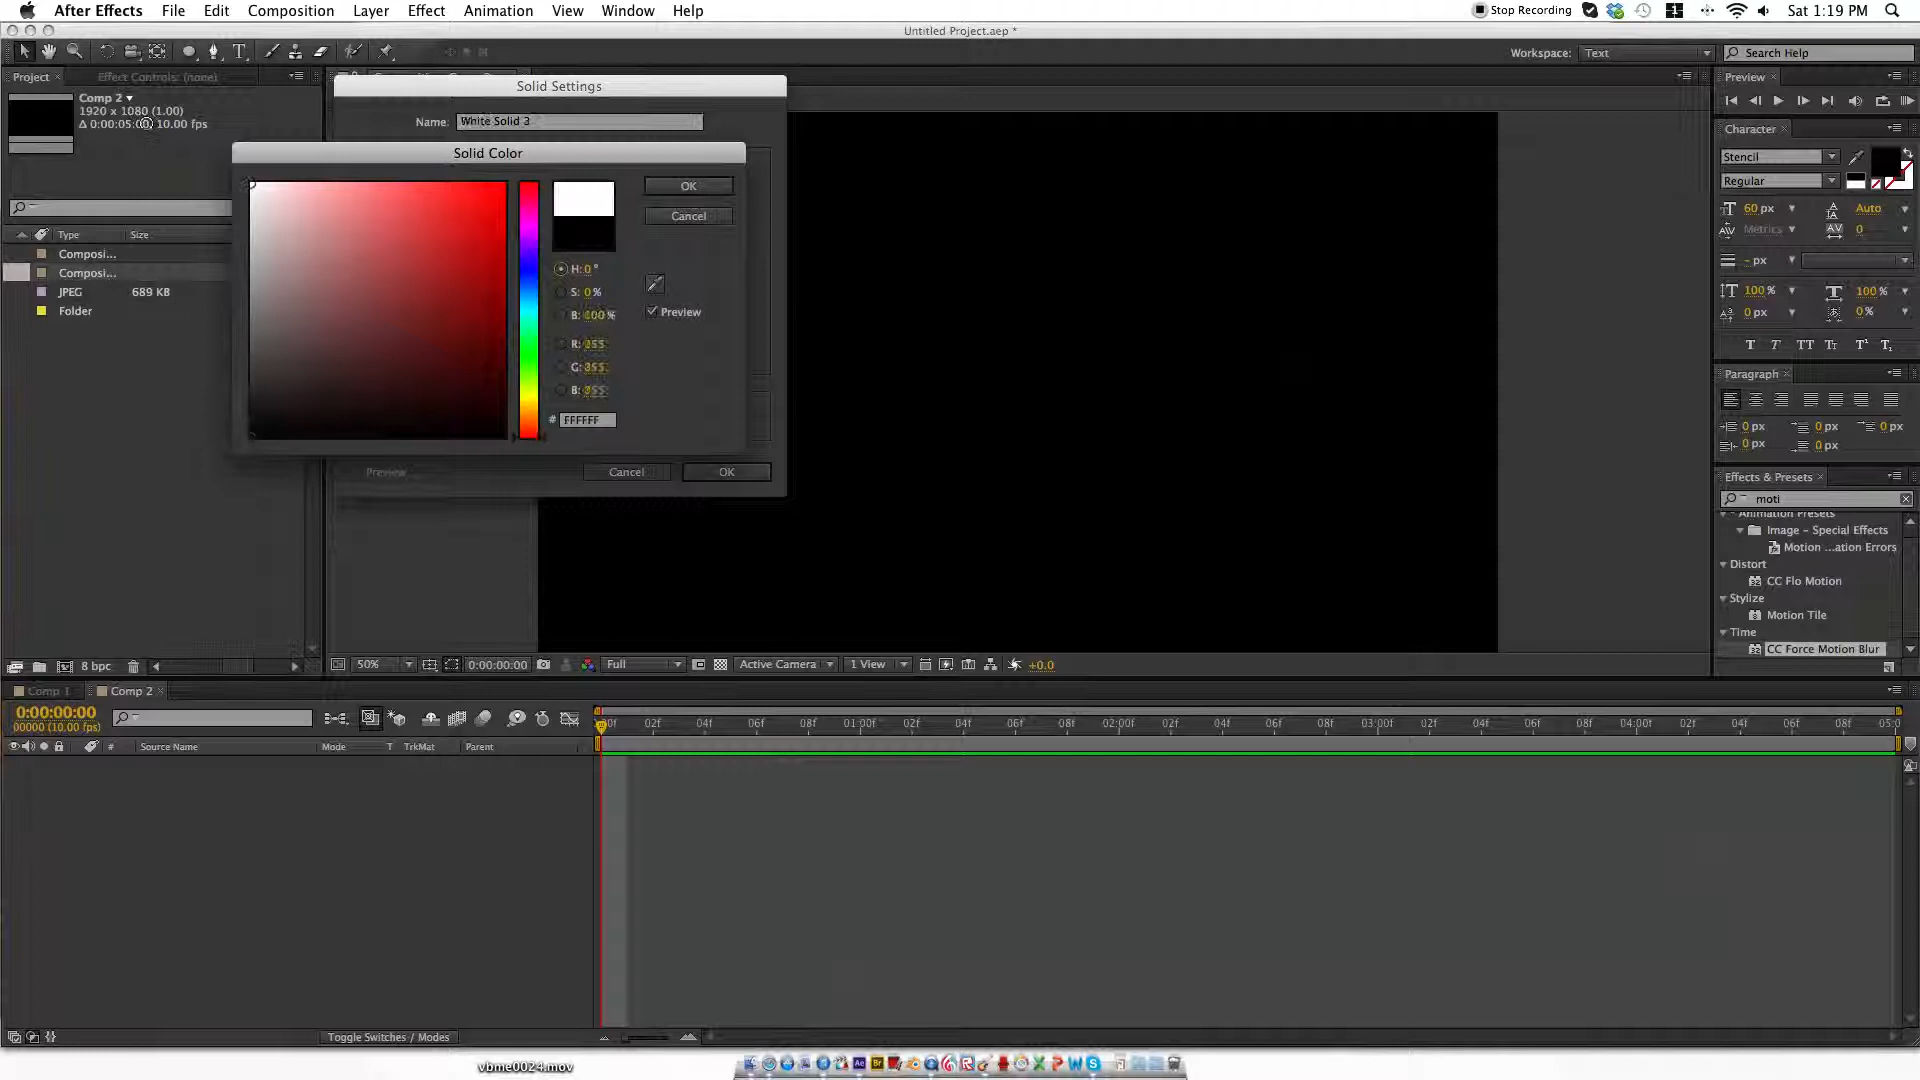 After Effects File Edit Composition Layer Effect Animation View Window Help Stop Recording Sat 1:19 PM
Untitled Project.aep *
Workspace: Text Search Help
Project Effect Controls: (none)
Comp 2
1920 x 1080 (1.00)
Δ 0:00:05:00, 10.00 fps
Type Size
Composi...
Composi...
JPEG 689 KB
Folder
8 bpc
Solid Settings
Name: White Solid 3
Solid Color
OK
Cancel
H: 0 °
S: 0 %
B: 100 %
Preview
R: 255
G: 255
B: 255
# FFFFFF
Preview Cancel OK
50% 0:00:00:00 Full Active Camera 1 View +0.0
Preview
Character
Stencil
Regular
60 px Auto
Metrics 0
- px
100 % 100 %
0 px 0 %
T T TT Tt T¹ T₁
Paragraph
0 px 0 px 0 px
0 px 0 px
Effects & Presets
moti
Animation Presets
Image – Special Effects
Motion ...ation Errors
Distort
CC Flo Motion
Stylize
Motion Tile
Time
CC Force Motion Blur
Comp 1 Comp 2
0:00:00:00
00000 (10.00 fps)
# Source Name Mode T TrkMat Parent
00f 02f 04f 06f 08f 01:00f 02f 04f 06f 08f 02:00f 02f 04f 06f 08f 03:00f 02f 04f 06f 08f 04:00f 02f 04f 06f 08f 05:0
Toggle Switches / Modes
vbme0024.mov